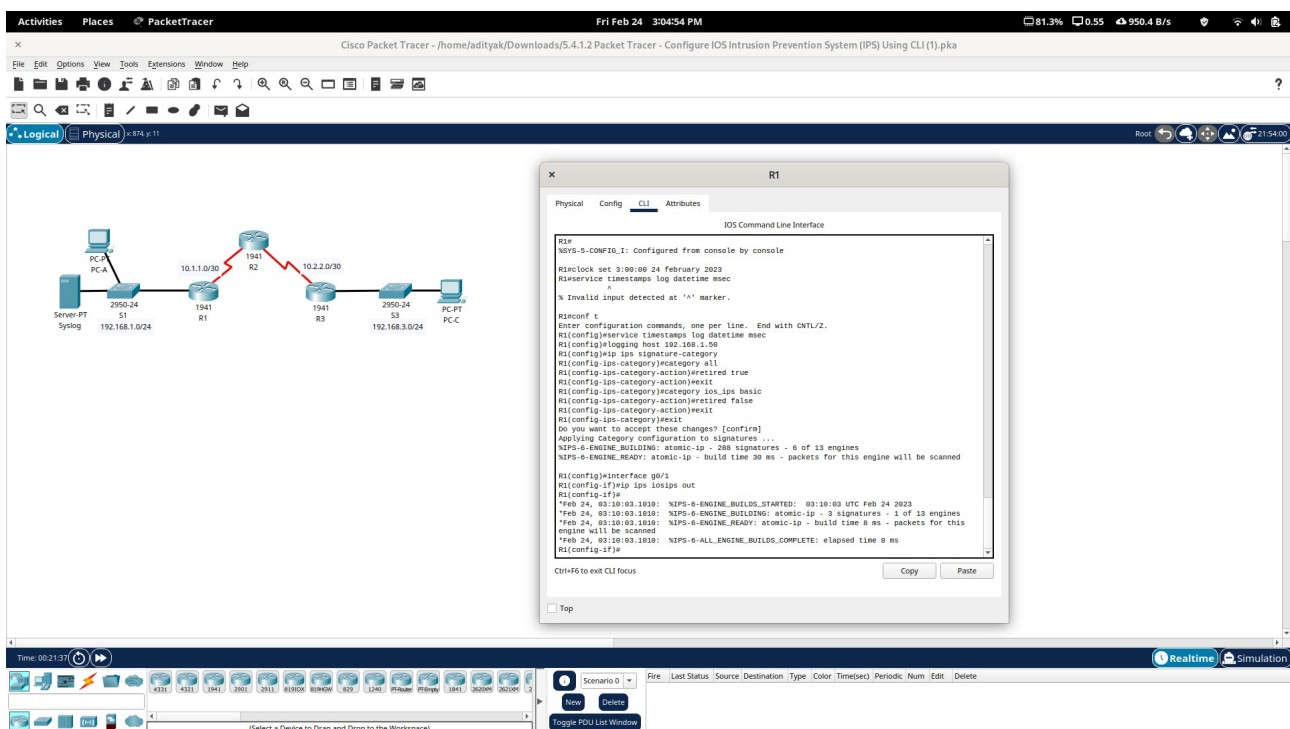 Activities Places PacketTracer Fri Feb 24 3:04:54 PM 81.3% 0.55 950.4 B/s
Cisco Packet Tracer - /home/adityak/Downloads/5.4.1.2 Packet Tracer - Configure IOS Intrusion Prevention System (IPS) Using CLI (1).pka
File Edit Options View Tools Extensions Window Help
?
Logical Physical x: 874, y: 11 Root 21:54:00
R1
Physical Config CLI Attributes
IOS Command Line Interface
R1#
%SYS-5-CONFIG_I: Configured from console by console
R1#clock set 3:00:00 24 february 2023
R1#service timestamps log datetime msec
^
% Invalid input detected at '^' marker.
R1#conf t
Enter configuration commands, one per line. End with CNTL/Z.
R1(config)#service timestamps log datetime msec
R1(config)#logging host 192.168.1.50
R1(config)#ip ips signature-category
R1(config-ips-category)#category all
R1(config-ips-category-action)#retired true
R1(config-ips-category-action)#exit
R1(config-ips-category)#category ios_ips basic
R1(config-ips-category-action)#retired false
R1(config-ips-category-action)#exit
R1(config-ips-category)#exit
Do you want to accept these changes? [confirm]
Applying Category configuration to signatures ...
%IPS-6-ENGINE_BUILDING: atomic-ip - 288 signatures - 6 of 13 engines
%IPS-6-ENGINE_READY: atomic-ip - build time 30 ms - packets for this engine will be scanned
R1(config)#interface g0/1
R1(config-if)#ip ips iosips out
R1(config-if)#
*Feb 24, 03:10:03.1010: %IPS-6-ENGINE_BUILDS_STARTED: 03:10:03 UTC Feb 24 2023
*Feb 24, 03:10:03.1010: %IPS-6-ENGINE_BUILDING: atomic-ip - 3 signatures - 1 of 13 engines
*Feb 24, 03:10:03.1010: %IPS-6-ENGINE_READY: atomic-ip - build time 8 ms - packets for this
engine will be scanned
*Feb 24, 03:10:03.1010: %IPS-6-ALL_ENGINE_BUILDS_COMPLETE: elapsed time 8 ms
R1(config-if)#
Ctrl+F6 to exit CLI focus Copy Paste
Top
PC-PT
PC-A
Server-PT
Syslog
2950-24
S1
192.168.1.0/24
10.1.1.0/30
1941
R1
1941
R2
10.2.2.0/30
1941
R3
2950-24
S3
192.168.3.0/24
PC-PT
PC-C
Time: 00:21:37 Realtime Simulation
4331 4321 1941 2901 2911 819IOX 819HGW 829 1240 PT-Router PT-Empty 1841 2620XM 2621XM 2
Scenario 0
New Delete
Toggle PDU List Window
Fire Last Status Source Destination Type Color Time(sec) Periodic Num Edit Delete
(Select a Device to Drag and Drop to the Workspace)